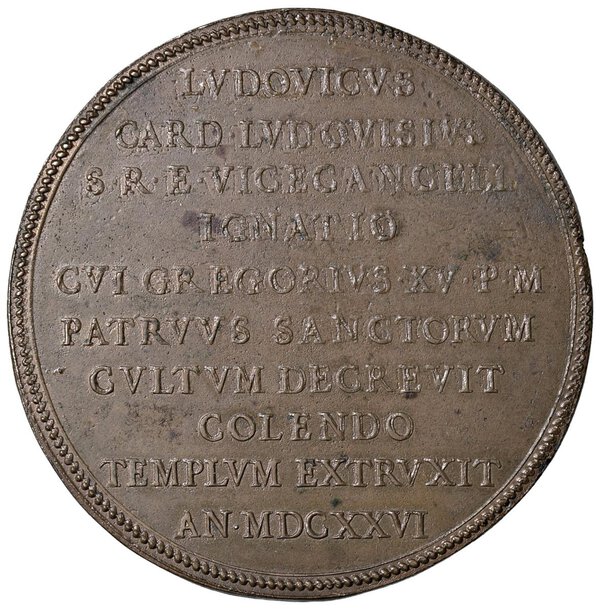 LVDOVICVS
CARD·LVDOVISIVS
S·R·E·VICECANCELL
IGNATIO
CVI GREGORIVS·XV·P·M
PATRVVS SANCTORVM
CVLTVM DECREVIT
COLENDO
TEMPLVM EXTRVXIT
AN·MDCXXVI